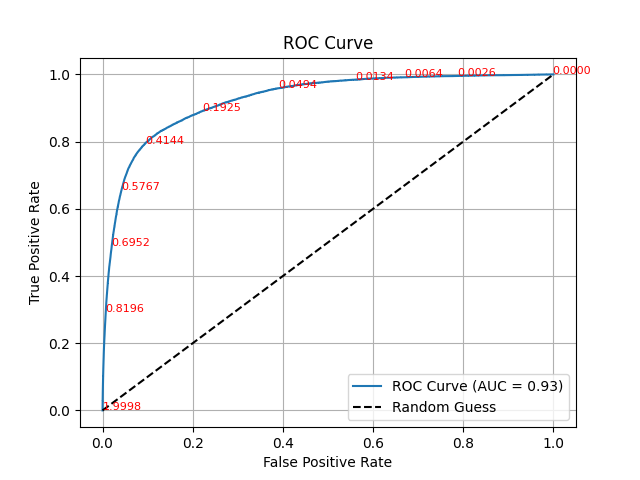 ROC Curve
1.0
0.8
0.6
0.4
0.2
0.0
True Positive Rate
0.0000
0.0026
0.0064
0.0134
0.0494
0.1925
0.4144
0.5767
0.6952
0.8196
1.9998
ROC Curve (AUC = 0.93)
Random Guess
0.0 0.2 0.4 0.6 0.8 1.0
False Positive Rate